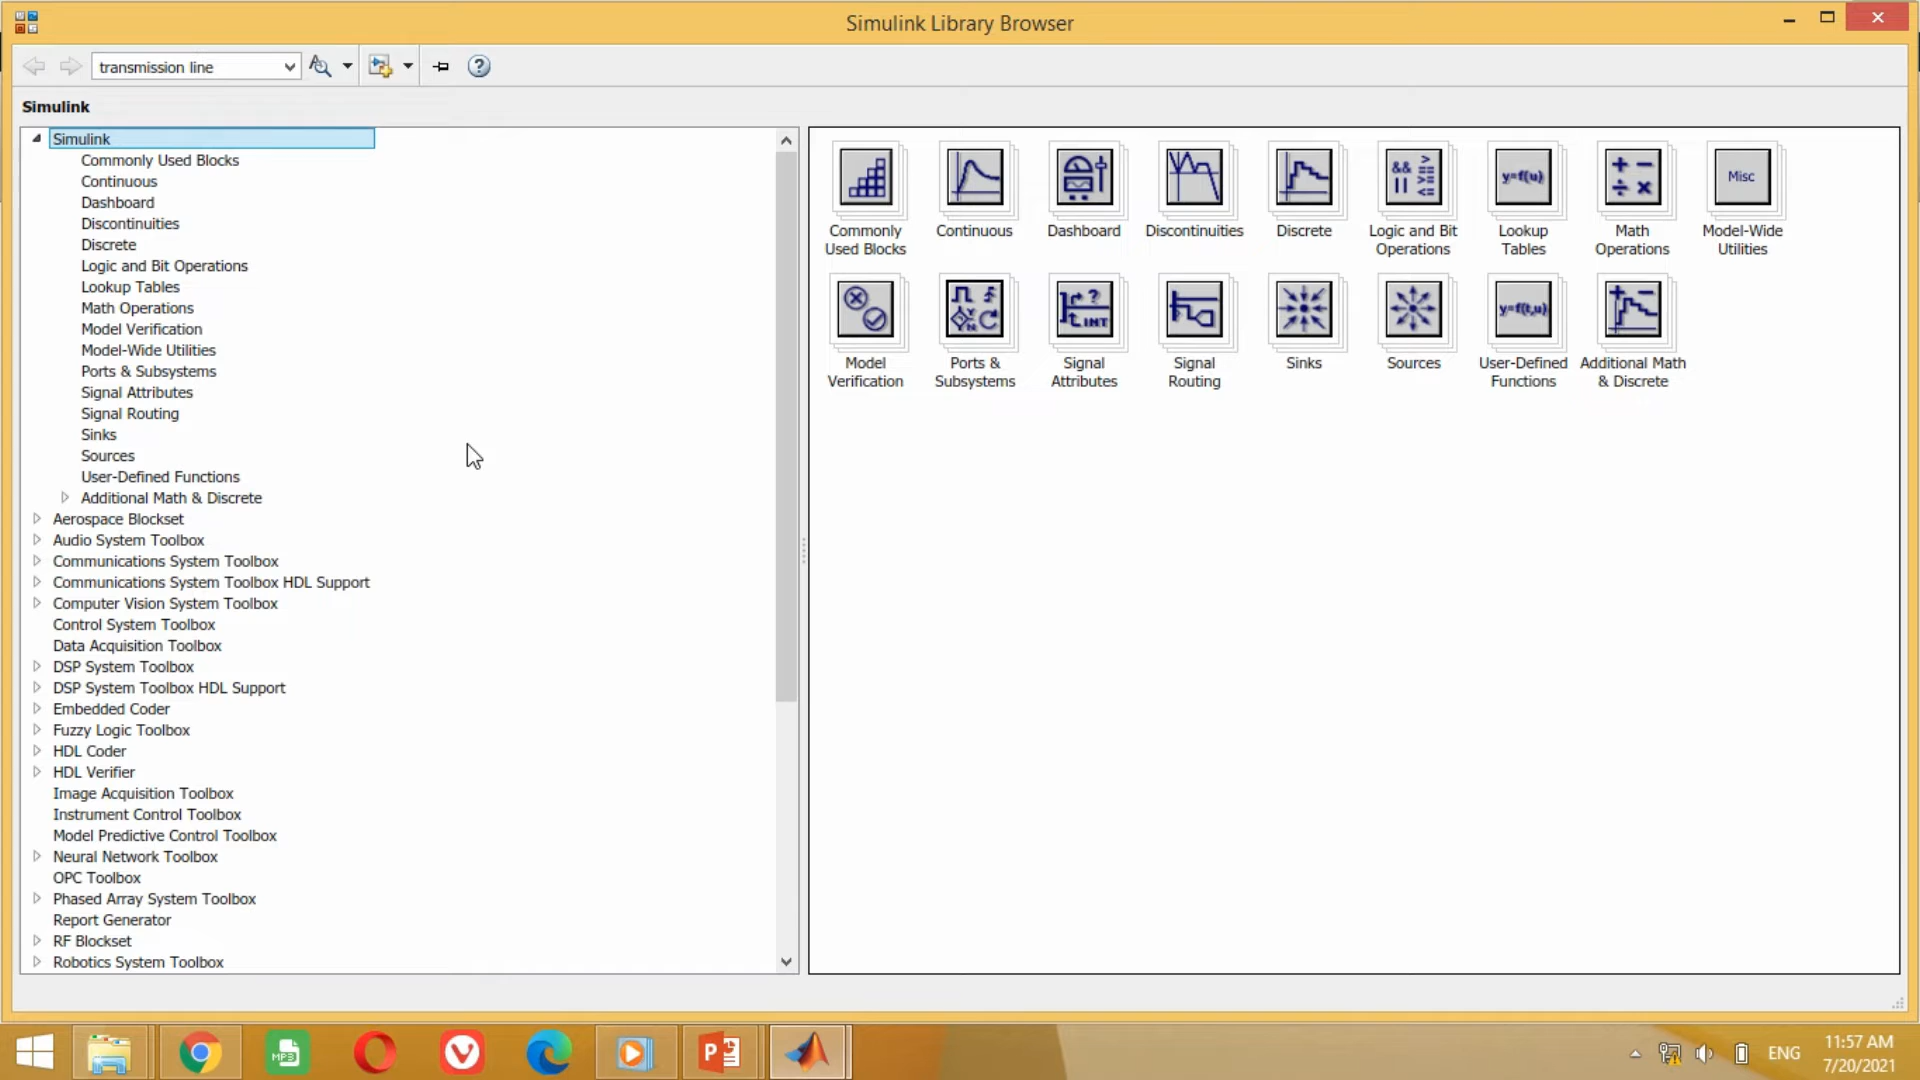 Simulink Library Browser
transmission line
Simulink
Simulink
Commonly Used Blocks
Continuous
Dashboard
Discontinuities
Discrete
Logic and Bit Operations
Lookup Tables
Math Operations
Model Verification
Model-Wide Utilities
Ports & Subsystems
Signal Attributes
Signal Routing
Sinks
Sources
User-Defined Functions
Additional Math & Discrete
Aerospace Blockset
Audio System Toolbox
Communications System Toolbox
Communications System Toolbox HDL Support
Computer Vision System Toolbox
Control System Toolbox
Data Acquisition Toolbox
DSP System Toolbox
DSP System Toolbox HDL Support
Embedded Coder
Fuzzy Logic Toolbox
HDL Coder
HDL Verifier
Image Acquisition Toolbox
Instrument Control Toolbox
Model Predictive Control Toolbox
Neural Network Toolbox
OPC Toolbox
Phased Array System Toolbox
Report Generator
RF Blockset
Robotics System Toolbox
&& > || >= == <=
y=f(u)
+ − ÷ ×
Misc
Commonly Used Blocks
Continuous
Dashboard
Discontinuities
Discrete
Logic and Bit Operations
Lookup Tables
Math Operations
Model-Wide Utilities
? INT
y=f(t,u)
+ −
Model Verification
Ports & Subsystems
Signal Attributes
Signal Routing
Sinks
Sources
User-Defined Functions
Additional Math & Discrete
MP3
P
ENG
11:57 AM
7/20/2021